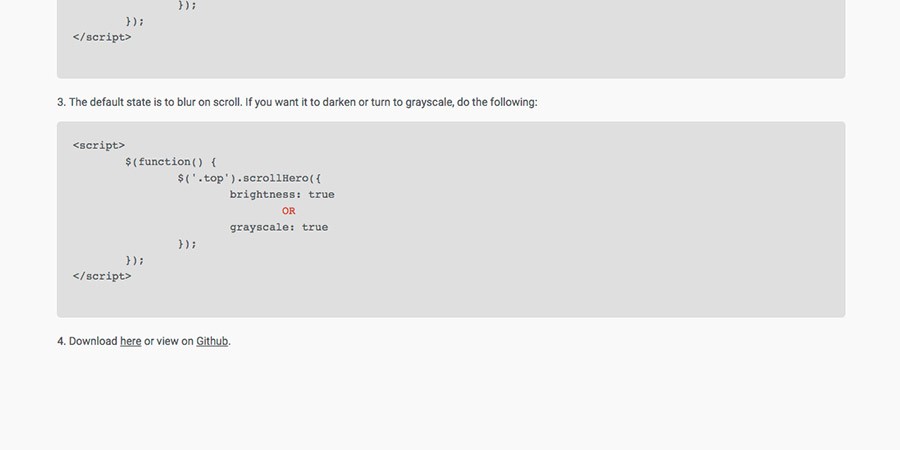 });
});
</script>
3. The default state is to blur on scroll. If you want it to darken or turn to grayscale, do the following:
<script>
$(function() {
$('.top').scrollHero({
brightness: true
OR
grayscale: true
});
});
</script>
4. Download here or view on Github.